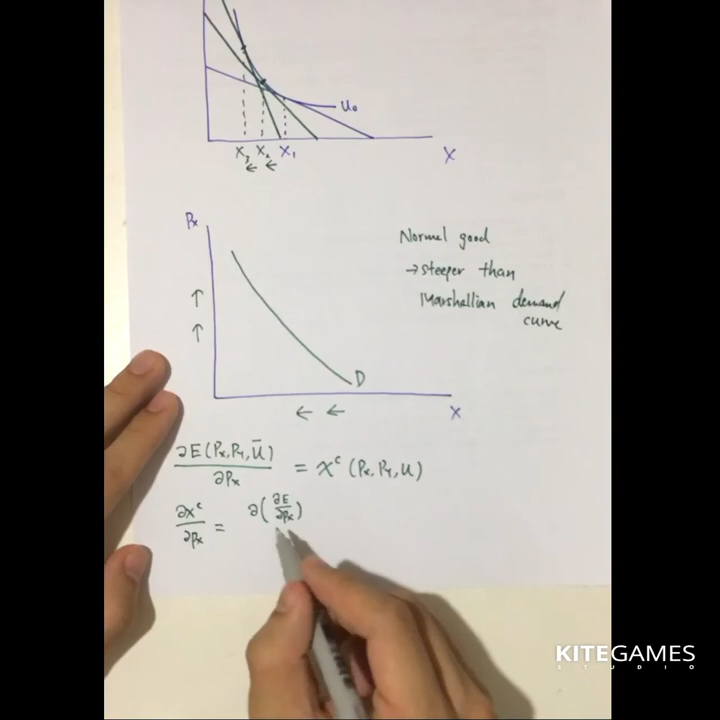 U₀
X₃ X₂ X₁
← ←
X
Pₓ
Normal good
→ steeper than
Marshallian demand
curve
↑
↑
D
← ←
X
∂E(Pₓ, Pᵧ, Ū) / ∂Pₓ = Xᶜ (Pₓ, Pᵧ, U)
∂Xᶜ / ∂Pₓ = ∂(∂E / ∂Pₓ)
KITEGAMES
STUDIO